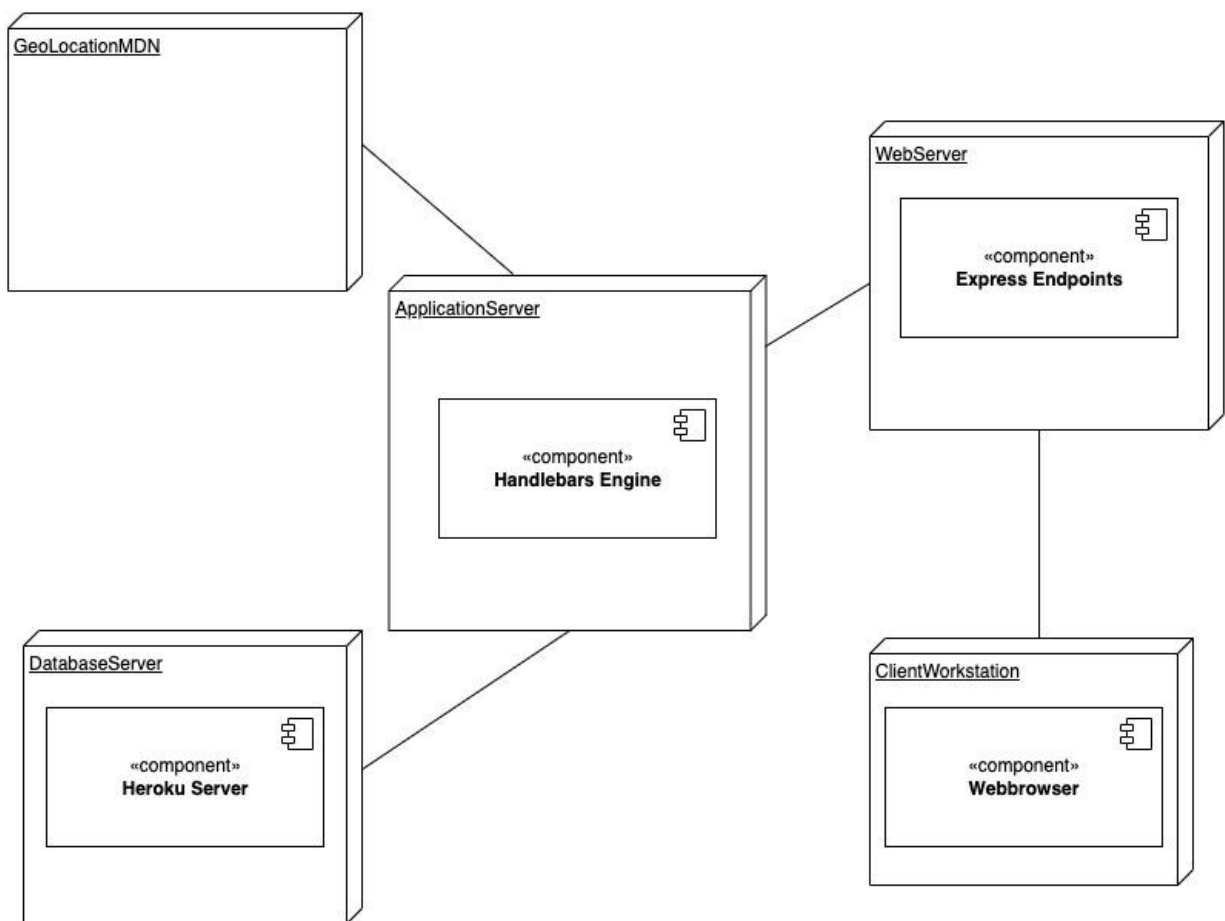 GeoLocationMDN
WebServer
«component»
Express Endpoints
ApplicationServer
«component»
Handlebars Engine
DatabaseServer
«component»
Heroku Server
ClientWorkstation
«component»
Webbrowser